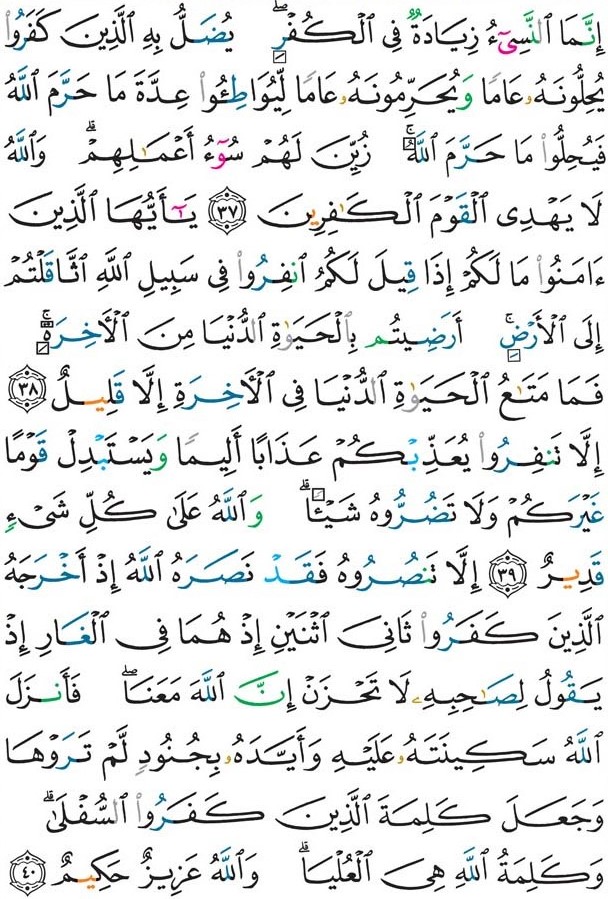 إِنَّمَا ٱلنَّسِىٓءُ زِيَادَةٌ فِى ٱلْكُفْرِ ۖ يُضَلُّ بِهِ ٱلَّذِينَ كَفَرُوا۟
يُحِلُّونَهُۥ عَامًا وَيُحَرِّمُونَهُۥ عَامًا لِّيُوَاطِـُٔوا۟ عِدَّةَ مَا حَرَّمَ ٱللَّهُ
فَيُحِلُّوا۟ مَا حَرَّمَ ٱللَّهُ ۚ زُيِّنَ لَهُمْ سُوٓءُ أَعْمَـٰلِهِمْ ۗ وَٱللَّهُ
لَا يَهْدِى ٱلْقَوْمَ ٱلْكَـٰفِرِينَ ٣٧ يَـٰٓأَيُّهَا ٱلَّذِينَ
ءَامَنُوا۟ مَا لَكُمْ إِذَا قِيلَ لَكُمُ ٱنفِرُوا۟ فِى سَبِيلِ ٱللَّهِ ٱثَّاقَلْتُمْ
إِلَى ٱلْأَرْضِ ۚ أَرَضِيتُم بِٱلْحَيَوٰةِ ٱلدُّنْيَا مِنَ ٱلْـَٔاخِرَةِ ۚ
فَمَا مَتَـٰعُ ٱلْحَيَوٰةِ ٱلدُّنْيَا فِى ٱلْـَٔاخِرَةِ إِلَّا قَلِيلٌ ٣٨
إِلَّا تَنفِرُوا۟ يُعَذِّبْكُمْ عَذَابًا أَلِيمًا وَيَسْتَبْدِلْ قَوْمًا
غَيْرَكُمْ وَلَا تَضُرُّوهُ شَيْـًٔا ۗ وَٱللَّهُ عَلَىٰ كُلِّ شَىْءٍ
قَدِيرٌ ٣٩ إِلَّا تَنصُرُوهُ فَقَدْ نَصَرَهُ ٱللَّهُ إِذْ أَخْرَجَهُ
ٱلَّذِينَ كَفَرُوا۟ ثَانِىَ ٱثْنَيْنِ إِذْ هُمَا فِى ٱلْغَارِ إِذْ
يَقُولُ لِصَـٰحِبِهِۦ لَا تَحْزَنْ إِنَّ ٱللَّهَ مَعَنَا ۖ فَأَنزَلَ
ٱللَّهُ سَكِينَتَهُۥ عَلَيْهِ وَأَيَّدَهُۥ بِجُنُودٍ لَّمْ تَرَوْهَا
وَجَعَلَ كَلِمَةَ ٱلَّذِينَ كَفَرُوا۟ ٱلسُّفْلَىٰ ۗ
وَكَلِمَةُ ٱللَّهِ هِىَ ٱلْعُلْيَا ۗ وَٱللَّهُ عَزِيزٌ حَكِيمٌ ٤٠